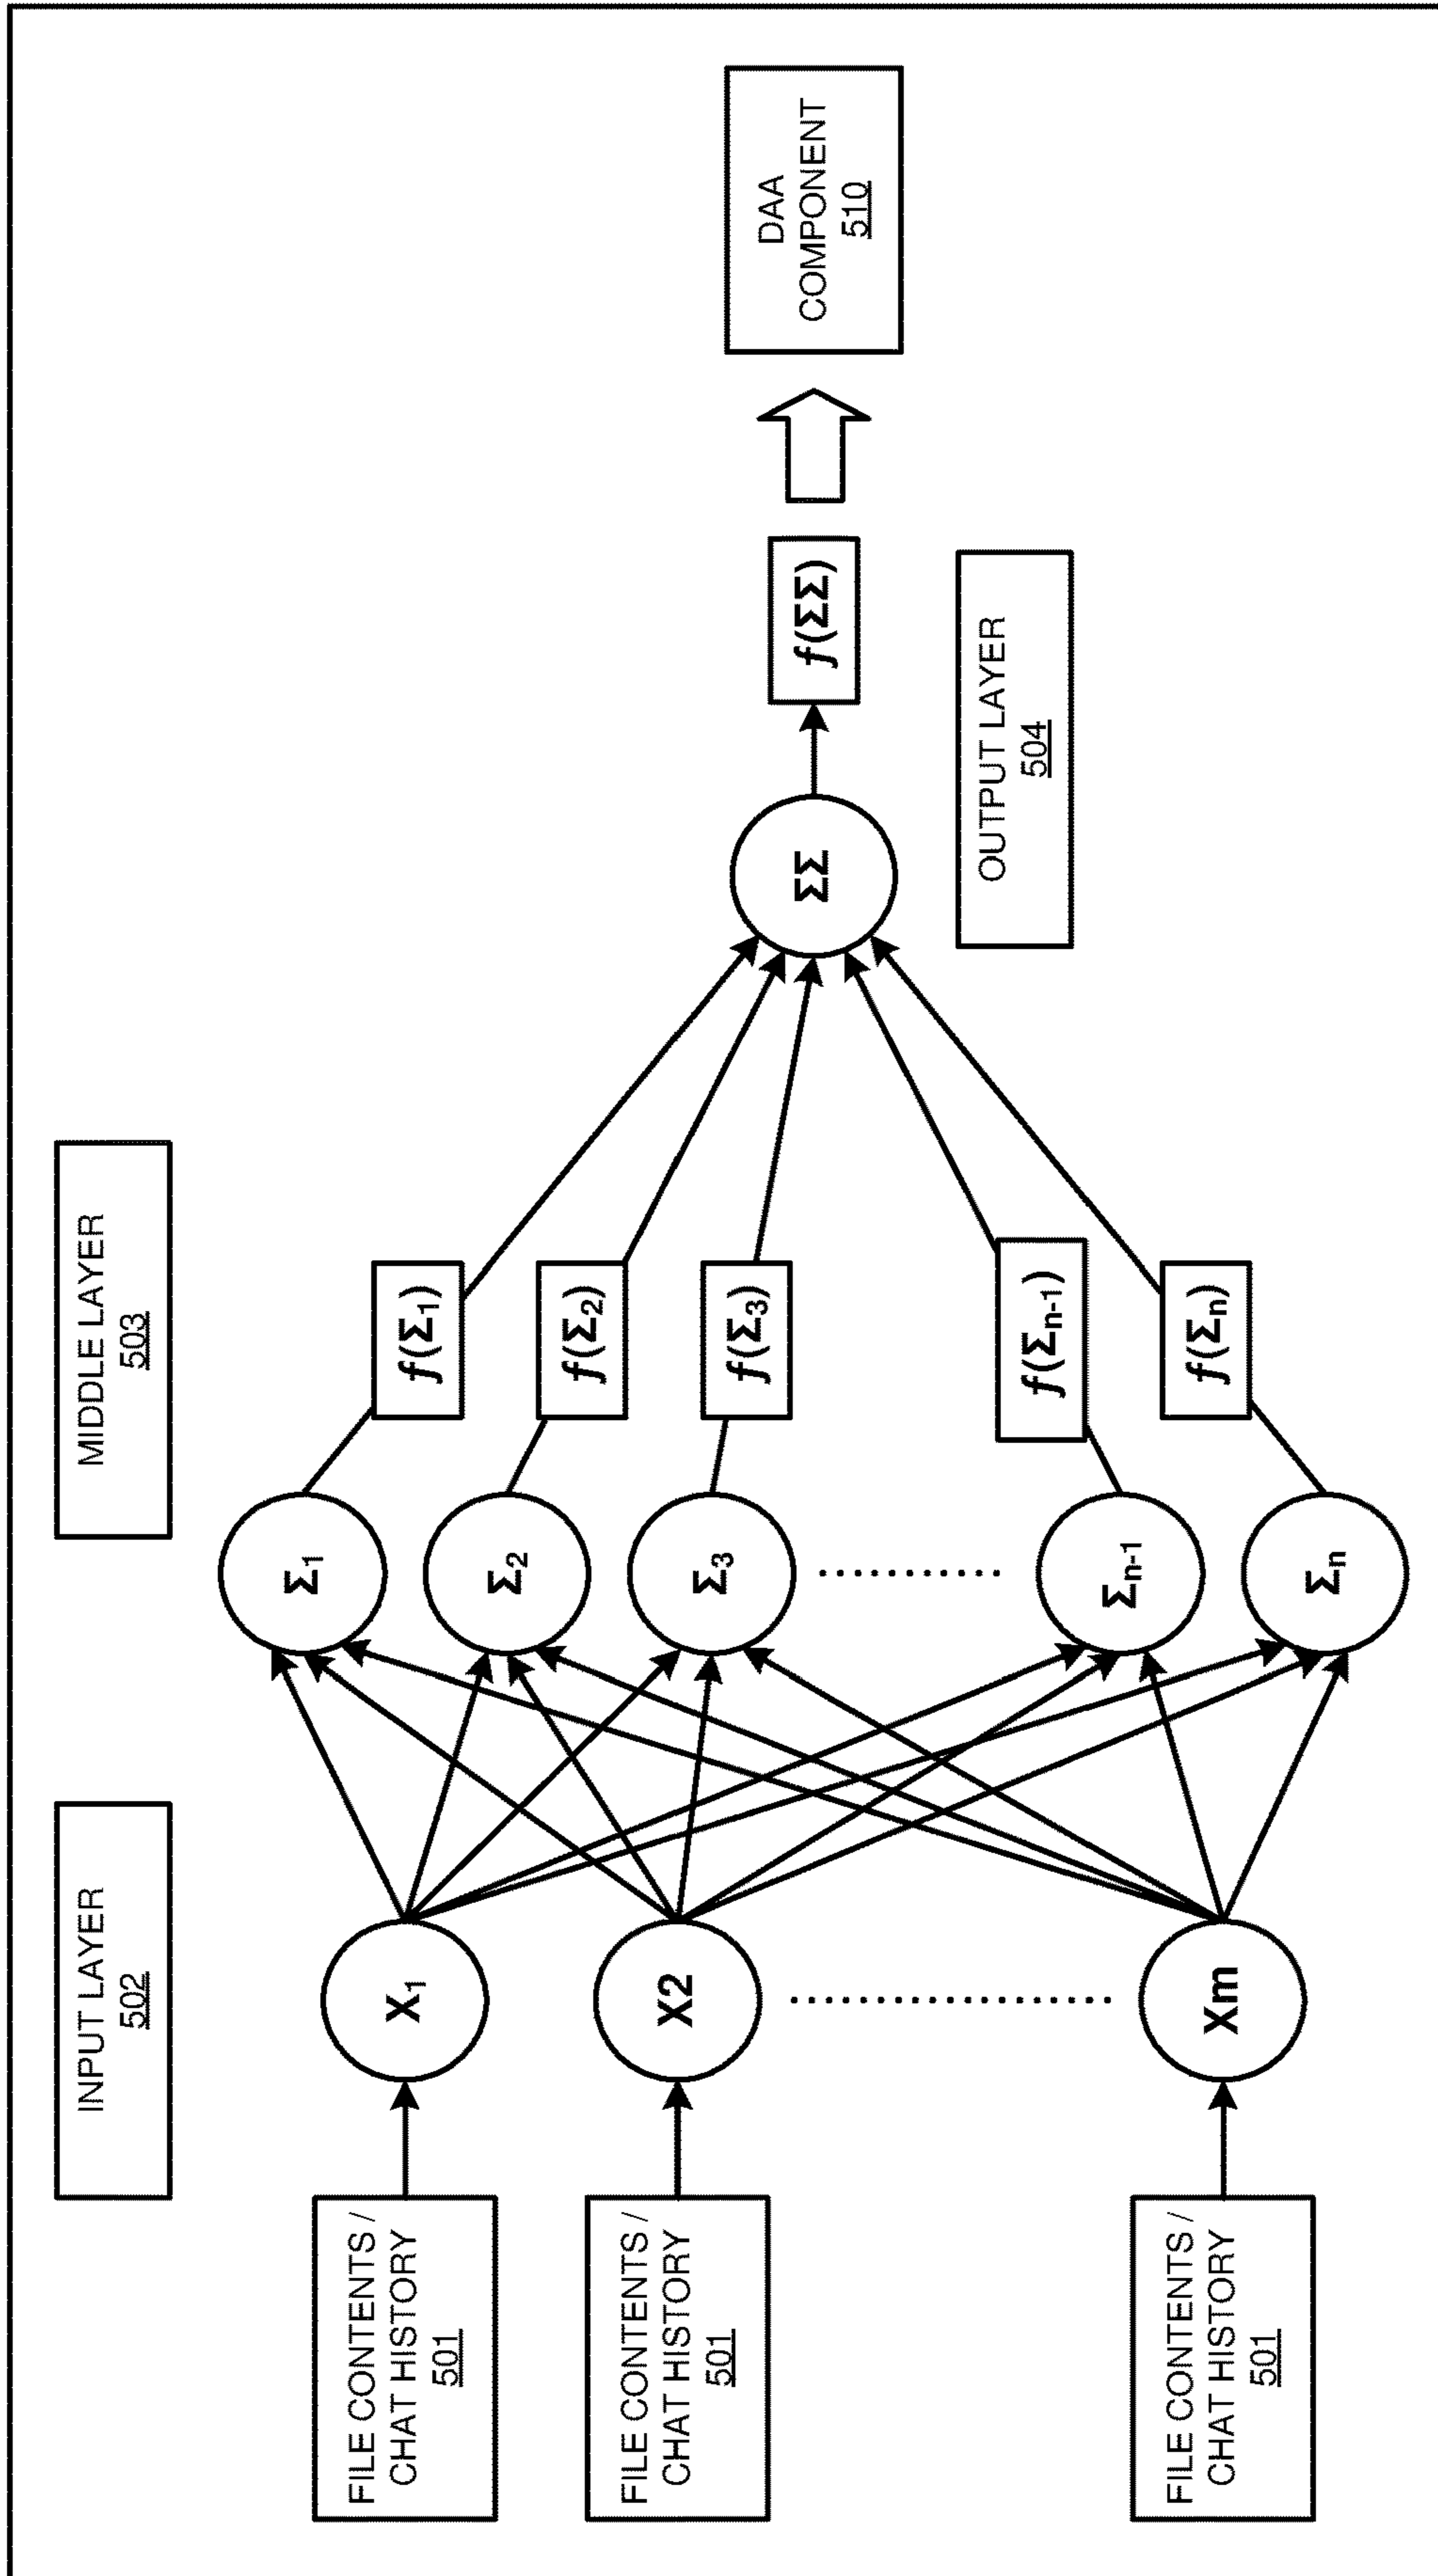 INPUT LAYER
502
MIDDLE LAYER
503
FILE CONTENTS /
CHAT HISTORY
501
FILE CONTENTS /
CHAT HISTORY
501
FILE CONTENTS /
CHAT HISTORY
501
X₁
X2
Xm
Σ₁
Σ₂
Σ₃
Σₙ₋₁
Σₙ
f(Σ₁)
f(Σ₂)
f(Σ₃)
f(Σₙ₋₁)
f(Σₙ)
ΣΣ
f(ΣΣ)
OUTPUT LAYER
504
DAA
COMPONENT
510